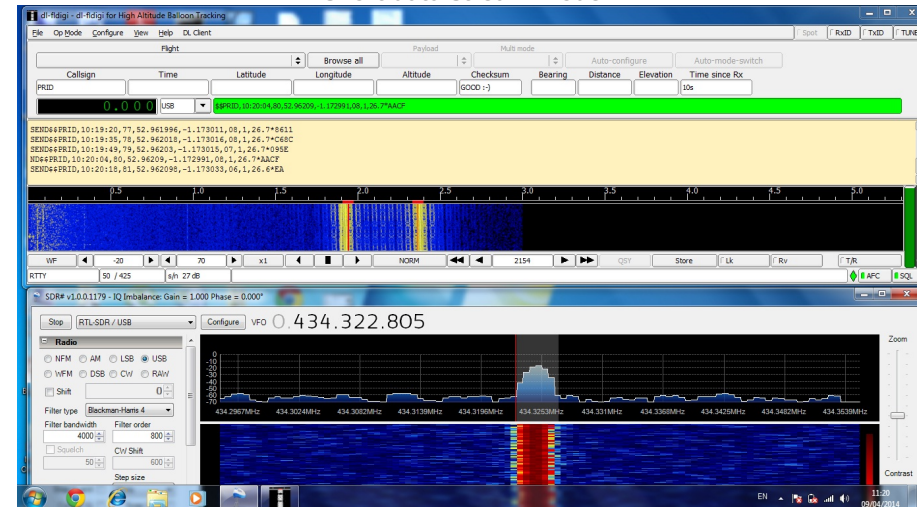 dl-fldigi - dl-fldigi for High Altitude Balloon Tracking
File Op Mode Configure View Help DL Client Spot RxID TxID TUNE
Flight Payload Multi mode
Browse all Auto-configure Auto-mode-switch
Callsign Time Latitude Longitude Altitude Checksum Bearing Distance Elevation Time since Rx
PRID GOOD :-) 10s
0.000 USB $$PRID,10:20:04,80,52.96209,-1.172991,08,1,26.7*AACF
SEND$$PRID,10:19:20,77,52.961996,-1.173011,08,1,26.7*8611
SEND$$PRID,10:19:35,78,52.962018,-1.173016,08,1,26.7*C68C
SEND$$PRID,10:19:49,79,52.96203,-1.173015,07,1,26.7*095E
ND$$PRID,10:20:04,80,52.96209,-1.172991,08,1,26.7*AACF
SEND$$PRID,10:20:18,81,52.962098,-1.173033,06,1,26.6*EA
0.5 1.0 1.5 2.0 2.5 3.0 3.5 4.0 4.5 5.0
WF -20 70 x1 NORM 2154 QSY Store Lk Rv T/R
RTTY 50 / 425 s/n 27 dB AFC SQL
SDR# v1.0.0.1179 - IQ Imbalance: Gain = 1.000 Phase = 0.000°
Stop RTL-SDR / USB Configure VFO 0.434.322.805
Radio Zoom
NFM AM LSB USB
WFM DSB CW RAW
Shift 0
Filter type Blackman-Harris 4
0
-10
-20
-30
-40
-50
-60
-70
434.2967MHz 434.3024MHz 434.3082MHz 434.3139MHz 434.3196MHz 434.3253MHz 434.331MHz 434.3368MHz 434.3425MHz 434.3482MHz 434.3639MHz
Filter bandwidth Filter order
4000 800
Squelch CW Shift
50 600
Step size Contrast
EN 11:20
09/04/2014